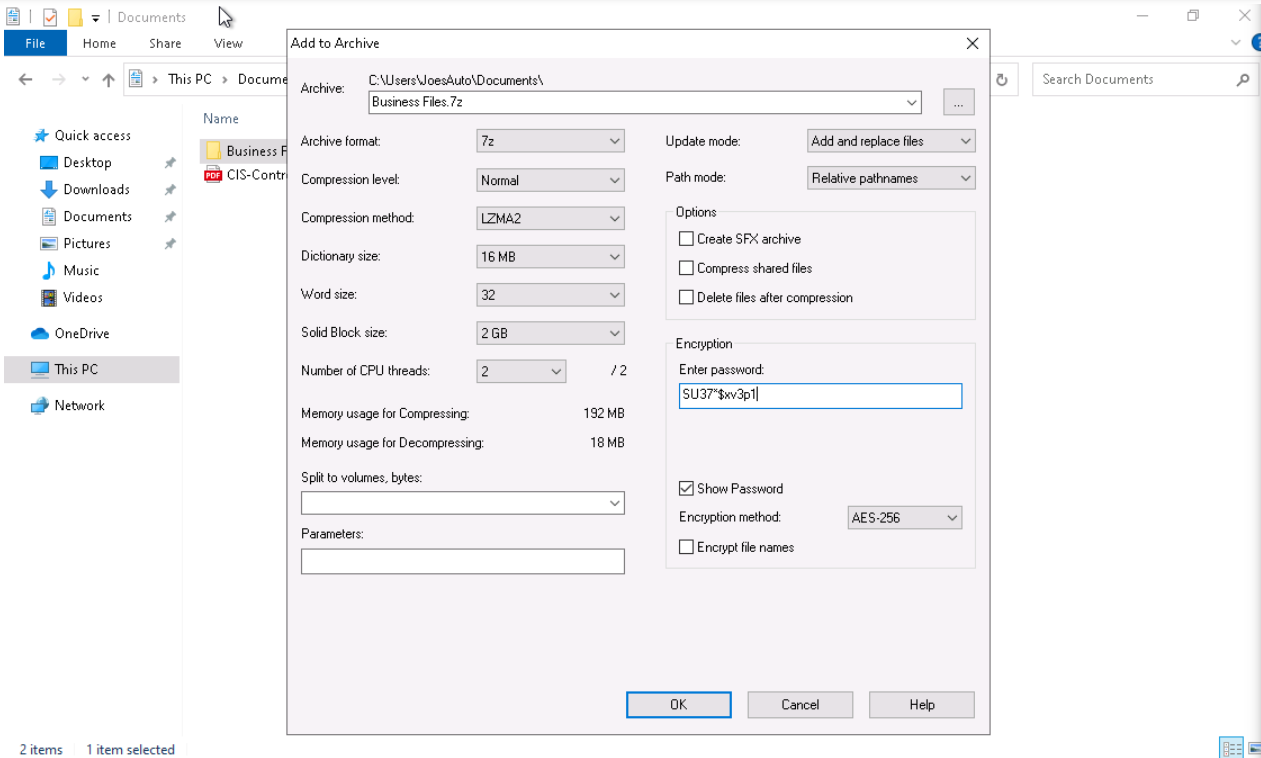 Documents
File Home Share View
This PC Docume
Search Documents
Quick access
Desktop
Downloads
Documents
Pictures
Music
Videos
OneDrive
This PC
Network
Name
Business F
PDF CIS-Contr
2 items 1 item selected
Add to Archive
Archive: C:\Users\JoesAuto\Documents\
Business Files.7z ...
Archive format: 7z
Compression level: Normal
Compression method: LZMA2
Dictionary size: 16 MB
Word size: 32
Solid Block size: 2 GB
Number of CPU threads: 2 / 2
Memory usage for Compressing: 192 MB
Memory usage for Decompressing: 18 MB
Split to volumes, bytes:
Parameters:
Update mode: Add and replace files
Path mode: Relative pathnames
Options
Create SFX archive
Compress shared files
Delete files after compression
Encryption
Enter password:
SU37*$xv3p1
Show Password
Encryption method: AES-256
Encrypt file names
OK Cancel Help